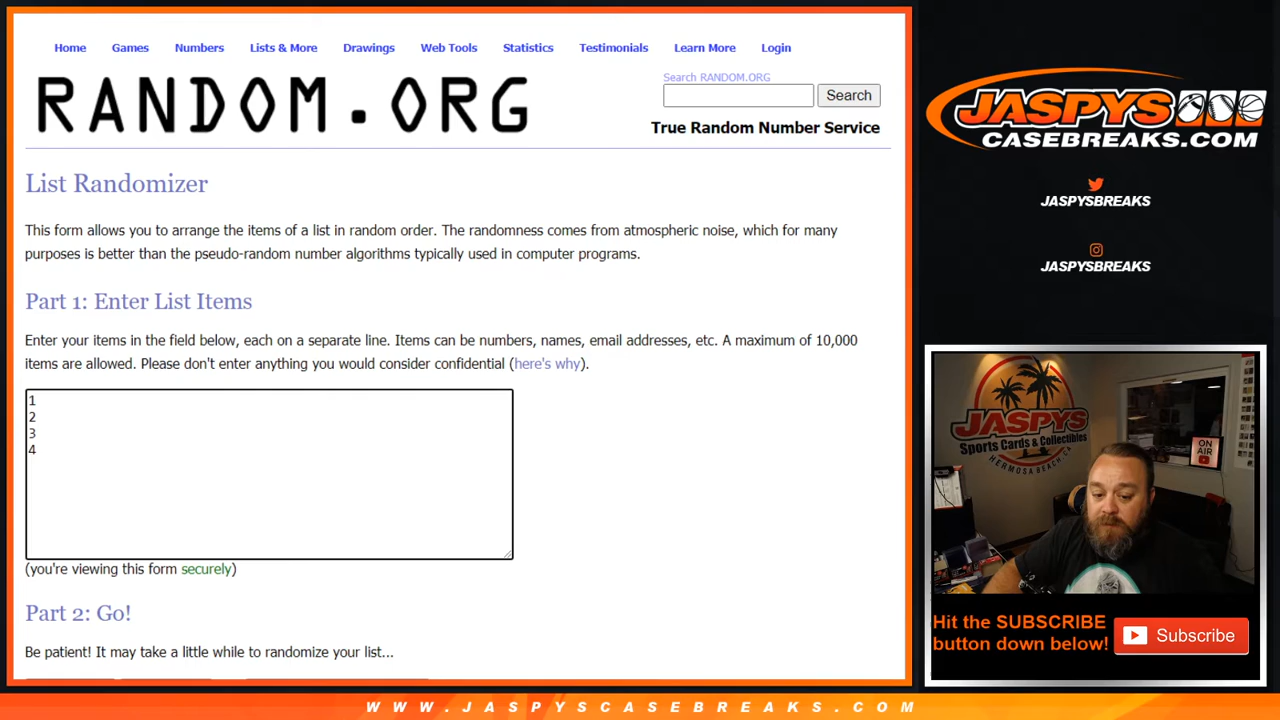 Home Games Numbers Lists & More Drawings Web Tools Statistics Testimonials Learn More Login
RANDOM.ORG
Search RANDOM.ORG
Search
True Random Number Service
List Randomizer
This form allows you to arrange the items of a list in random order. The randomness comes from atmospheric noise, which for many
purposes is better than the pseudo-random number algorithms typically used in computer programs.
Part 1: Enter List Items
Enter your items in the field below, each on a separate line. Items can be numbers, names, email addresses, etc. A maximum of 10,000
items are allowed. Please don't enter anything you would consider confidential (here's why).
1
2
3
4
(you're viewing this form securely)
Part 2: Go!
Be patient! It may take a little while to randomize your list...
JASPYS
CASEBREAKS.COM
JASPYSBREAKS
JASPYSBREAKS
JASPYS
Sports Cards & Collectibles
HERMOSA BEACH, CA
ON
AIR
Hit the SUBSCRIBE
button down below!
Subscribe
WWW.JASPYSCASEBREAKS.COM